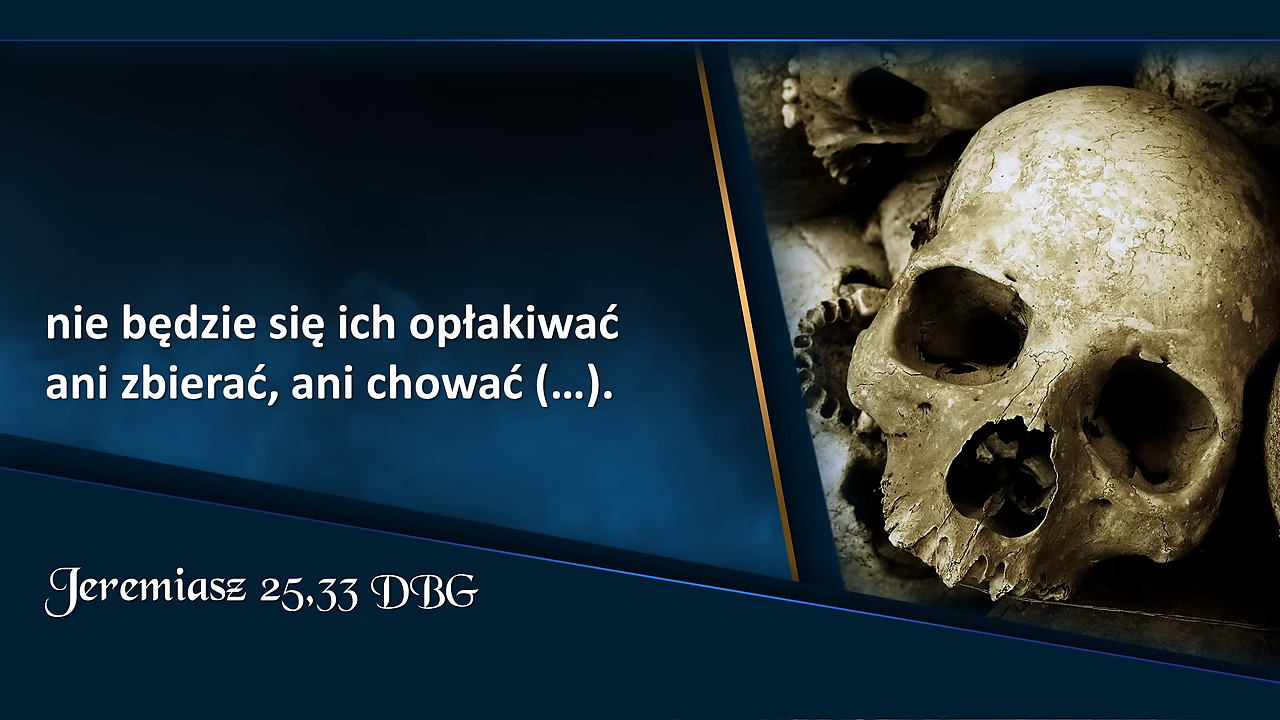 nie będzie się ich opłakiwać
ani zbierać, ani chować (...).
Jeremiasz 25,33 DBG